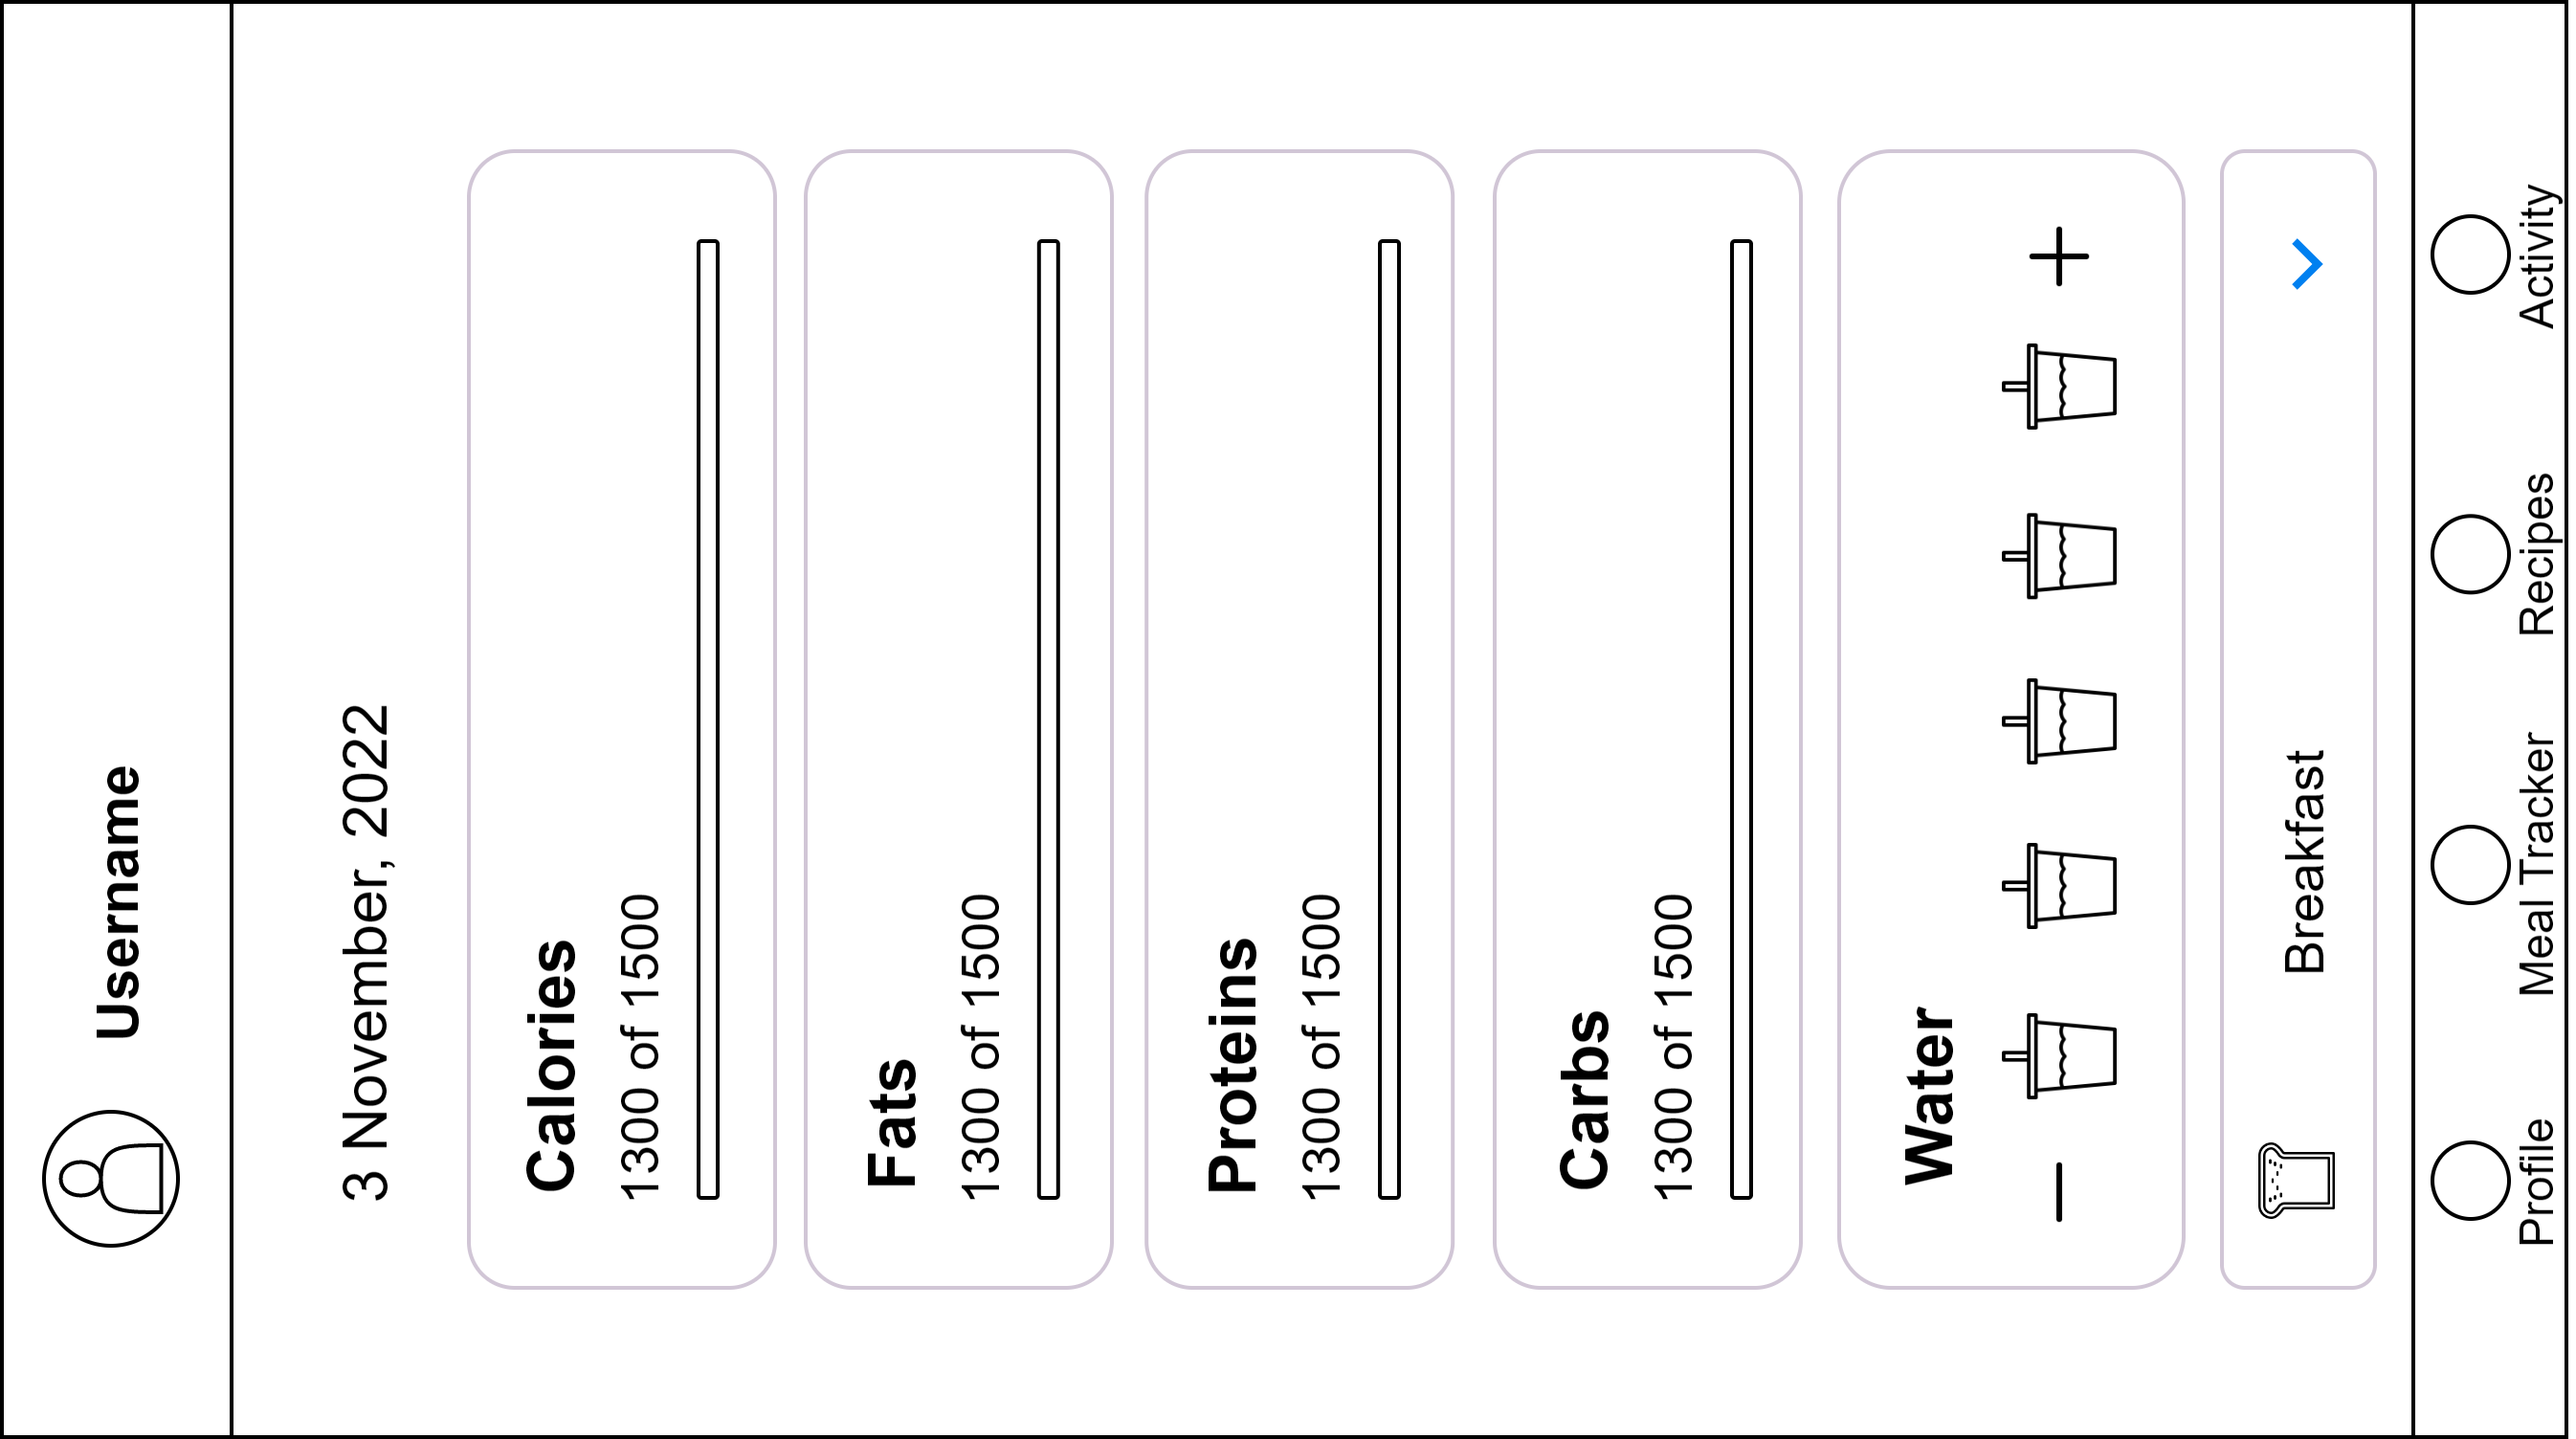 Username
3 November, 2022
Calories
1300 of 1500
Fats
1300 of 1500
Proteins
1300 of 1500
Carbs
1300 of 1500
Water
Breakfast
Profile
Meal Tracker
Recipes
Activity